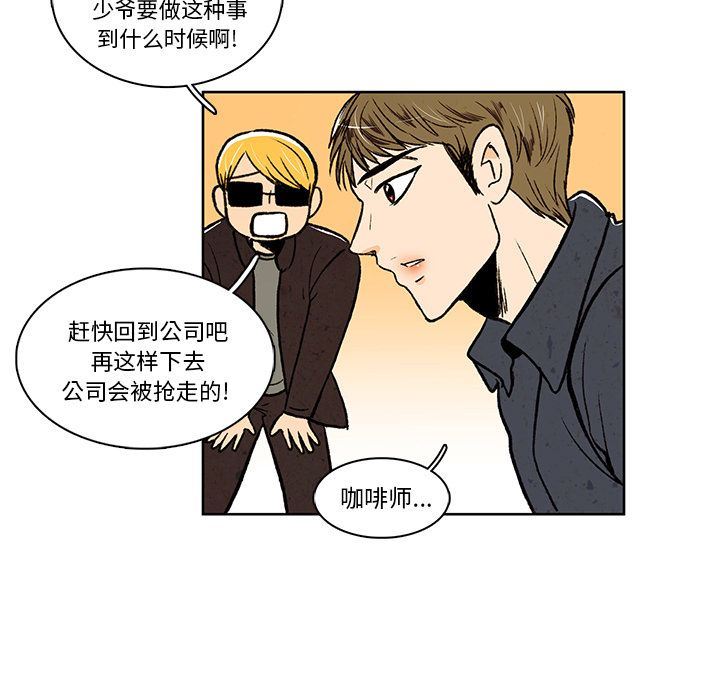 少爷要做这种事
到什么时候啊!
赶快回到公司吧
再这样下去
公司会被抢走的!
咖啡师...